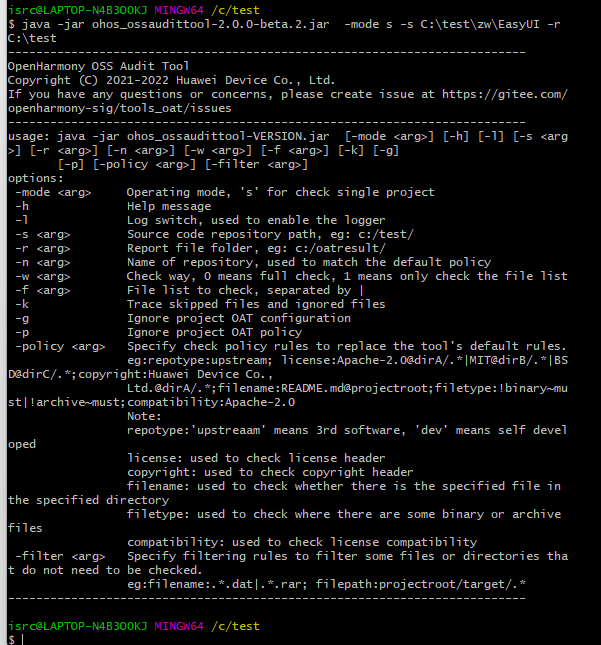 isrc@LAPTOP-N4B3OOKJ MINGW64 /c/test
$ java -jar ohos_ossaudittool-2.0.0-beta.2.jar  -mode s -s C:\test\zw\EasyUI -r
C:\test
------------------------------------------------------------------
OpenHarmony OSS Audit Tool
Copyright (C) 2021-2022 Huawei Device Co., Ltd.
If you have any questions or concerns, please create issue at https://gitee.com/
openharmony-sig/tools_oat/issues
------------------------------------------------------------------
usage: java -jar ohos_ossaudittool-VERSION.jar  [-mode <arg>] [-h] [-l] [-s <arg
>] [-r <arg>] [-n <arg>] [-w <arg>] [-f <arg>] [-k] [-g]
       [-p] [-policy <arg>] [-filter <arg>]
options:
 -mode <arg>     Operating mode, 's' for check single project
 -h              Help message
 -l              Log switch, used to enable the logger
 -s <arg>        Source code repository path, eg: c:/test/
 -r <arg>        Report file folder, eg: c:/oatresult/
 -n <arg>        Name of repository, used to match the default policy
 -w <arg>        Check way, 0 means full check, 1 means only check the file list
 -f <arg>        File list to check, separated by |
 -k              Trace skipped files and ignored files
 -g              Ignore project OAT configuration
 -p              Ignore project OAT policy
 -policy <arg>   Specify check policy rules to replace the tool's default rules.
                 eg:repotype:upstream; license:Apache-2.0@dirA/.*|MIT@dirB/.*|BS
D@dirC/.*;copyright:Huawei Device Co.,
                 Ltd.@dirA/.*;filename:README.md@projectroot;filetype:!binary~mu
st|!archive~must;compatibility:Apache-2.0
                 Note:
                 repotype:'upstreaam' means 3rd software, 'dev' means self devel
oped
                 license: used to check license header
                 copyright: used to check copyright header
                 filename: used to check whether there is the specified file in
the specified directory
                 filetype: used to check where there are some binary or archive
files
                 compatibility: used to check license compatibility
 -filter <arg>   Specify filtering rules to filter some files or directories tha
t do not need to be checked.
                 eg:filename:.*.dat|.*.rar; filepath:projectroot/target/.*
------------------------------------------------------------------
isrc@LAPTOP-N4B3OOKJ MINGW64 /c/test
$